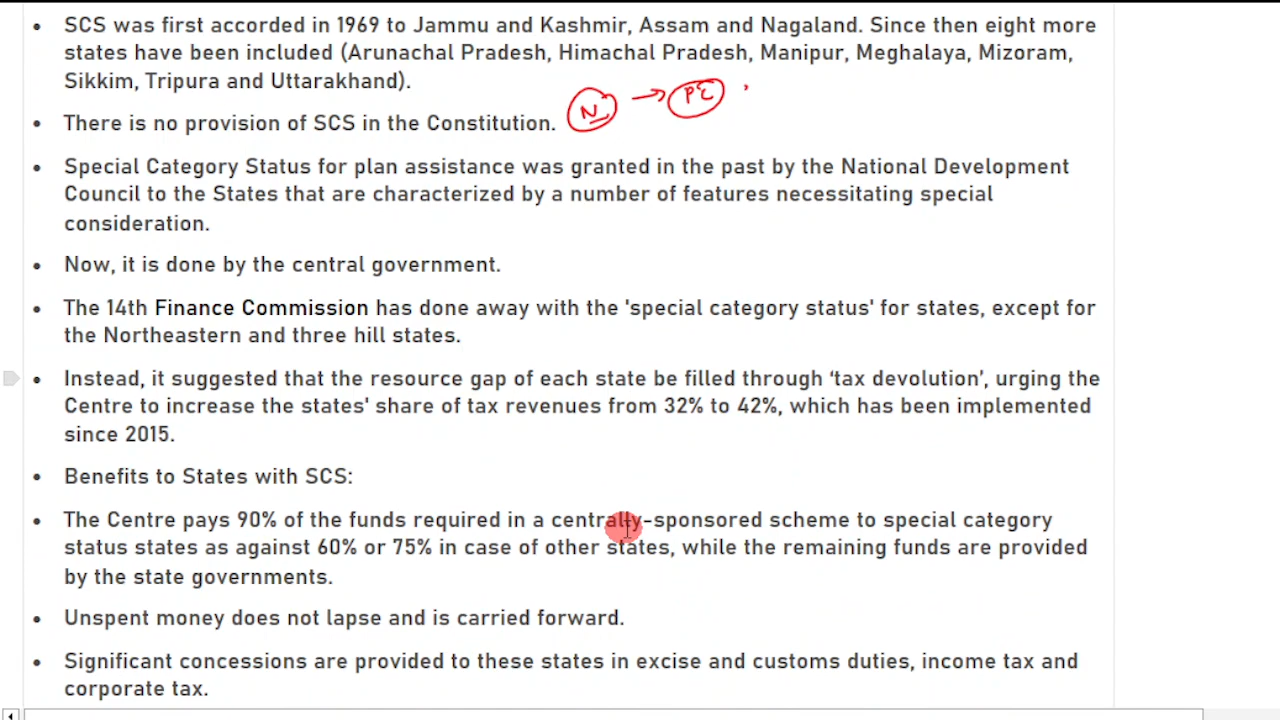 • SCS was first accorded in 1969 to Jammu and Kashmir, Assam and Nagaland. Since then eight more
states have been included (Arunachal Pradesh, Himachal Pradesh, Manipur, Meghalaya, Mizoram,
Sikkim, Tripura and Uttarakhand).
N → PE
• There is no provision of SCS in the Constitution.
• Special Category Status for plan assistance was granted in the past by the National Development
Council to the States that are characterized by a number of features necessitating special
consideration.
• Now, it is done by the central government.
• The 14th Finance Commission has done away with the 'special category status' for states, except for
the Northeastern and three hill states.
• Instead, it suggested that the resource gap of each state be filled through ‘tax devolution’, urging the
Centre to increase the states' share of tax revenues from 32% to 42%, which has been implemented
since 2015.
• Benefits to States with SCS:
• The Centre pays 90% of the funds required in a centrally-sponsored scheme to special category
status states as against 60% or 75% in case of other states, while the remaining funds are provided
by the state governments.
• Unspent money does not lapse and is carried forward.
• Significant concessions are provided to these states in excise and customs duties, income tax and
corporate tax.